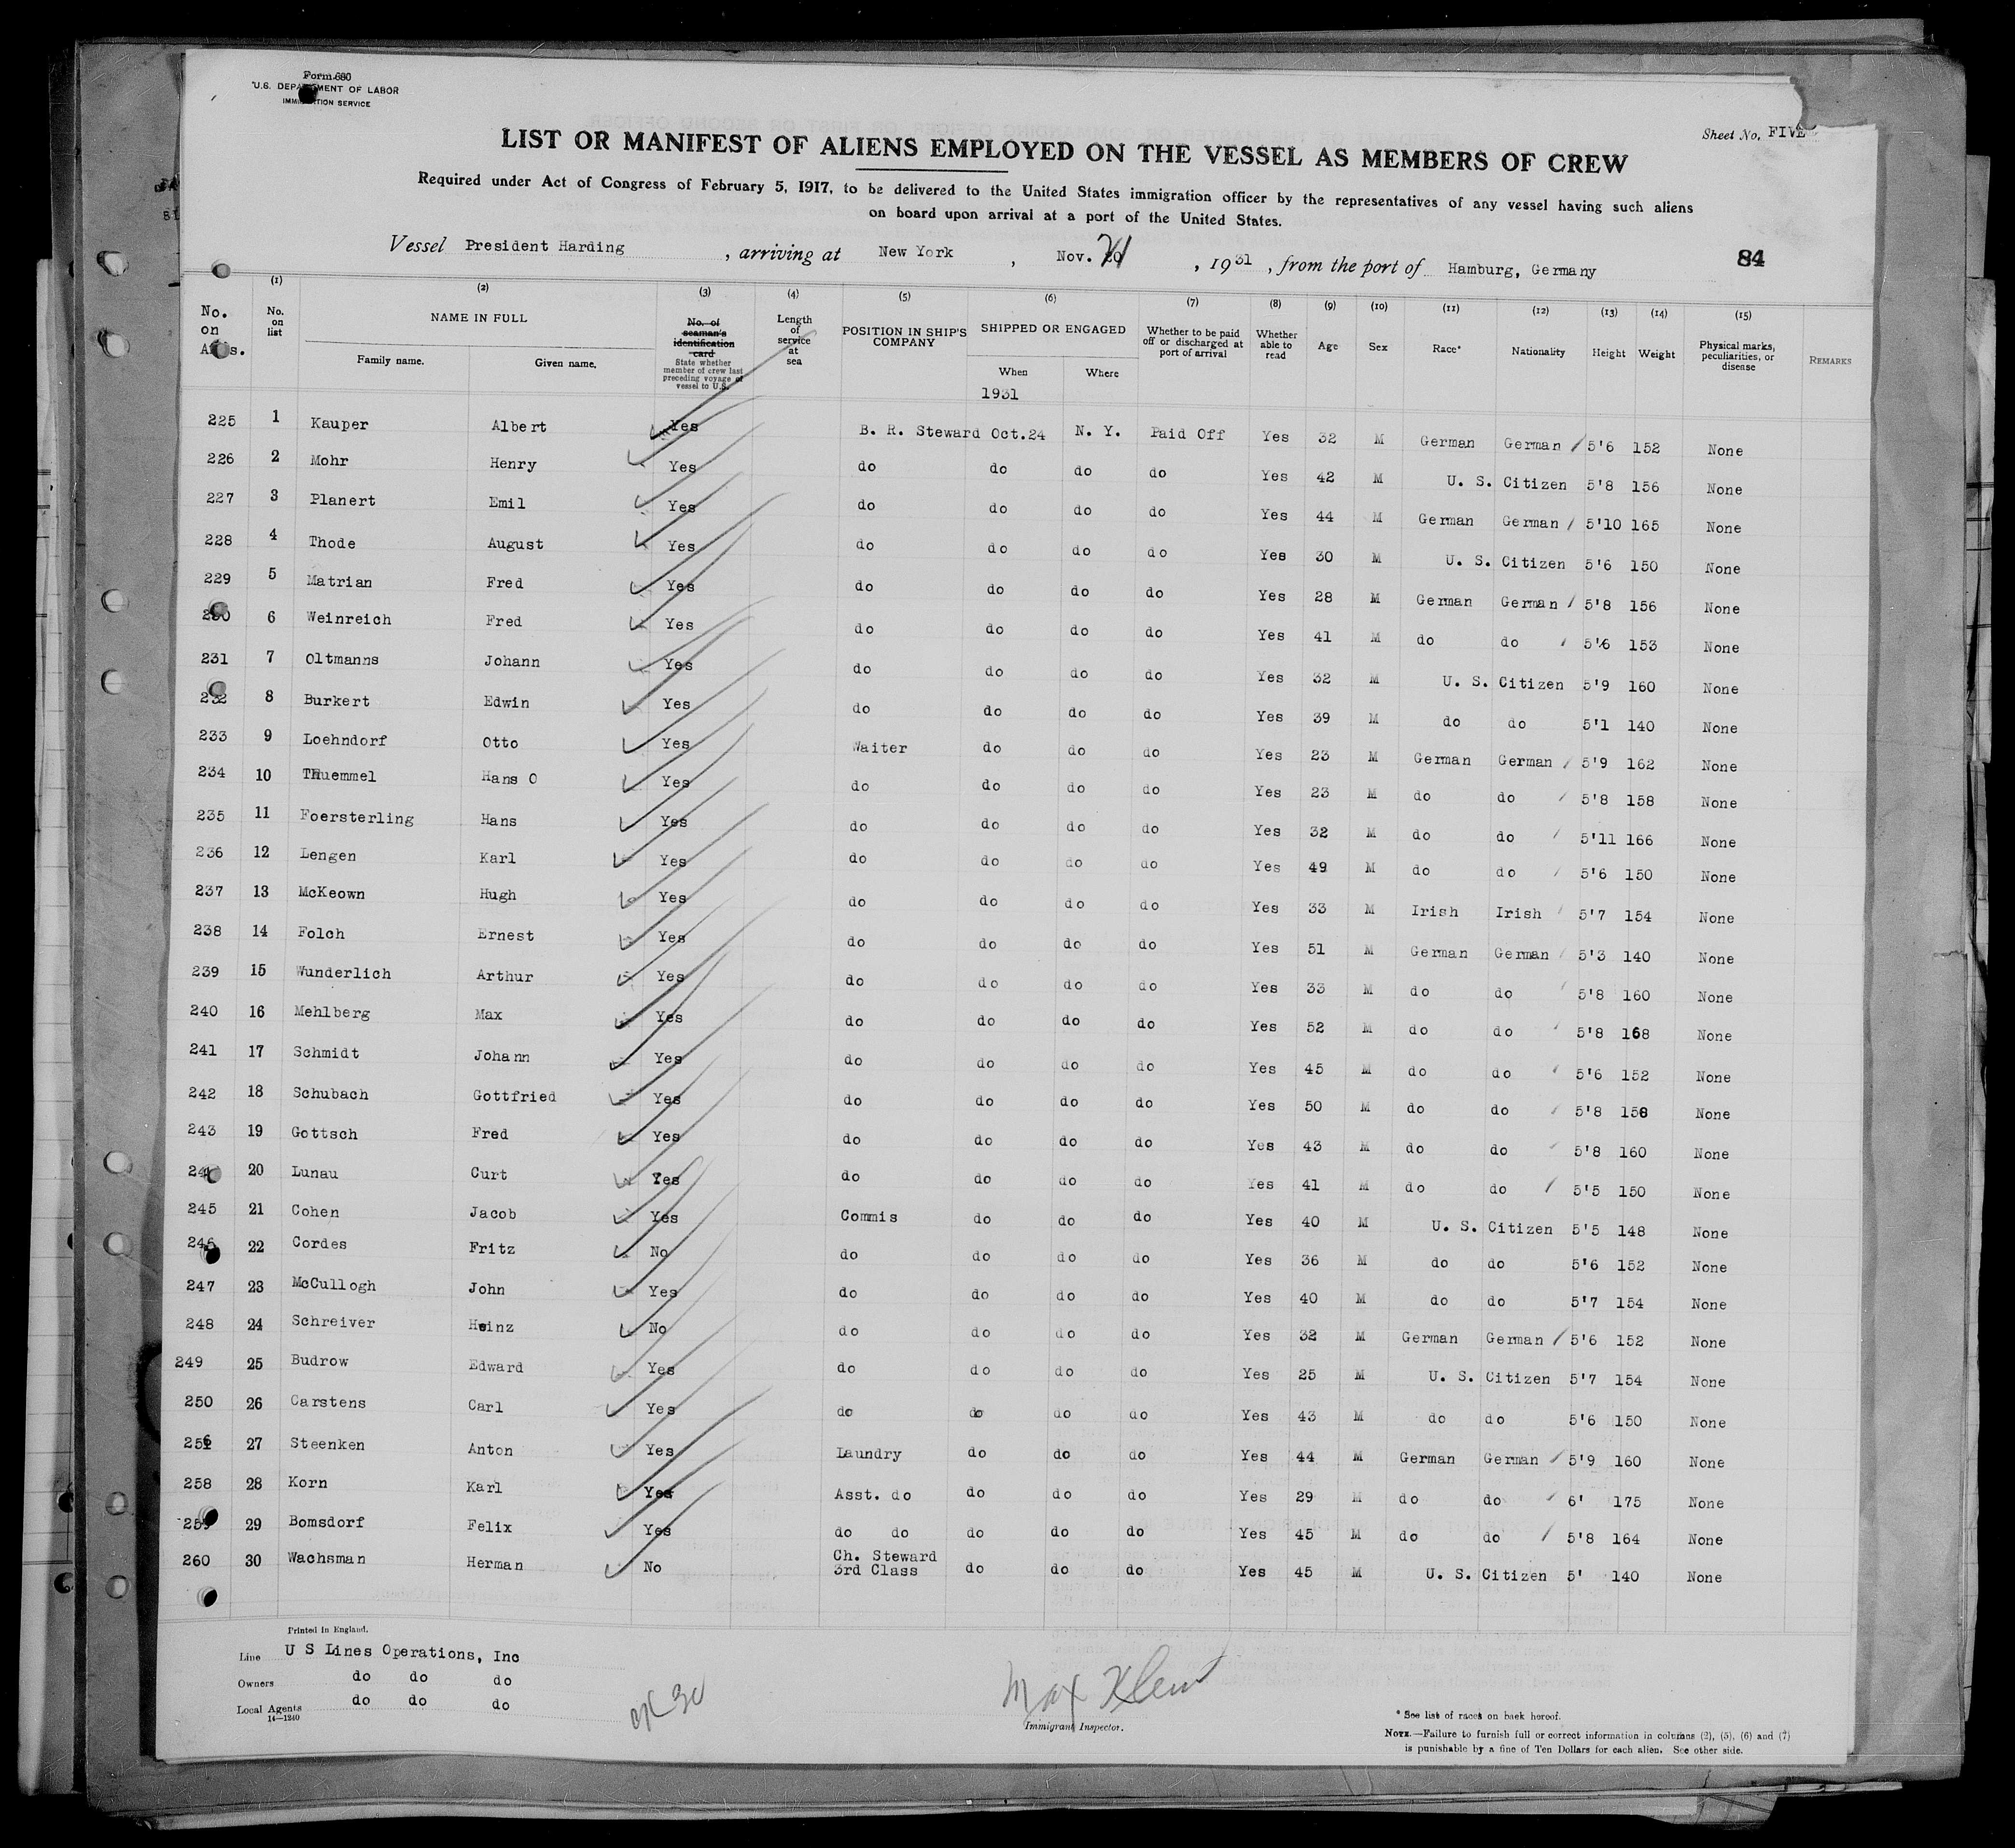 Form 680
U.S. DEPARTMENT OF LABOR
IMMIGRATION SERVICE
Sheet No. FIVE
LIST OR MANIFEST OF ALIENS EMPLOYED ON THE VESSEL AS MEMBERS OF CREW
Required under Act of Congress of February 5, 1917, to be delivered to the United States immigration officer by the representatives of any vessel having such aliens
on board upon arrival at a port of the United States.
Vessel President Harding , arriving at New York , Nov. 21 , 1931 , from the port of Hamburg, Germany
84
(1) (2) (3) (4) (5) (6) (7) (8) (9) (10) (11) (12) (13) (14) (15)
No. on Arts. No. on list NAME IN FULL Family name. Given name. No. of seaman's identification card State whether member of crew last preceding voyage of vessel to U.S. Length of service at sea POSITION IN SHIP'S COMPANY SHIPPED OR ENGAGED When Where Whether to be paid off or discharged at port of arrival Whether able to read Age Sex Race* Nationality Height Weight Physical marks, peculiarities, or disease REMARKS
1931
225 1 Kauper Albert Yes B. R. Steward Oct.24 N. Y. Paid Off Yes 32 M German German 5'6 152 None
226 2 Mohr Henry Yes do do do do Yes 42 M U. S. Citizen 5'8 156 None
227 3 Planert Emil Yes do do do do Yes 44 M German German 5'10 165 None
228 4 Thode August Yes do do do do Yes 30 M U. S. Citizen 5'6 150 None
229 5 Matrian Fred Yes do do do do Yes 28 M German German 5'8 156 None
230 6 Weinreich Fred Yes do do do do Yes 41 M do do 5'6 153 None
231 7 Oltmanns Johann Yes do do do do Yes 32 M U. S. Citizen 5'9 160 None
232 8 Burkert Edwin Yes do do do do Yes 39 M do do 5'1 140 None
233 9 Loehndorf Otto Yes Waiter do do do Yes 23 M German German 5'9 162 None
234 10 Thuemmel Hans O Yes do do do do Yes 23 M do do 5'8 158 None
235 11 Foersterling Hans Yes do do do do Yes 32 M do do 5'11 166 None
236 12 Lengen Karl Yes do do do do Yes 49 M do do 5'6 150 None
237 13 McKeown Hugh Yes do do do do Yes 33 M Irish Irish 5'7 154 None
238 14 Folch Ernest Yes do do do do Yes 51 M German German 5'3 140 None
239 15 Wunderlich Arthur Yes do do do do Yes 33 M do do 5'8 160 None
240 16 Mehlberg Max Yes do do do do Yes 52 M do do 5'8 168 None
241 17 Schmidt Johann Yes do do do do Yes 45 M do do 5'6 152 None
242 18 Schubach Gottfried Yes do do do do Yes 50 M do do 5'8 158 None
243 19 Gottsch Fred Yes do do do do Yes 43 M do do 5'8 160 None
244 20 Lunau Curt Yes do do do do Yes 41 M do do 5'5 150 None
245 21 Cohen Jacob Yes Commis do do do Yes 40 M U. S. Citizen 5'5 148 None
246 22 Cordes Fritz No do do do do Yes 36 M do do 5'6 152 None
247 23 McCullogh John Yes do do do do Yes 40 M do do 5'7 154 None
248 24 Schreiver Heinz No do do do do Yes 32 M German German 5'6 152 None
249 25 Budrow Edward Yes do do do do Yes 25 M U. S. Citizen 5'7 154 None
250 26 Carstens Carl Yes do do do do Yes 43 M do do 5'6 150 None
256 27 Steenken Anton Yes Laundry do do do Yes 44 M German German 5'9 160 None
258 28 Korn Karl Yes Asst. do do do do Yes 29 M do do 6' 175 None
259 29 Bomsdorf Felix Yes do do do do do Yes 45 M do do 5'8 164 None
260 30 Wachsman Herman No Ch. Steward 3rd Class do do do Yes 45 M U. S. Citizen 5' 140 None
Printed in England.
Line U S Lines Operations, Inc
Owners do do do
Local Agents do do do
14—1240
Max Klein
Immigrant Inspector.
* See list of races on back hereof.
NOTE.—Failure to furnish full or correct information in columns (2), (5), (6) and (7)
is punishable by a fine of Ten Dollars for each alien. See other side.